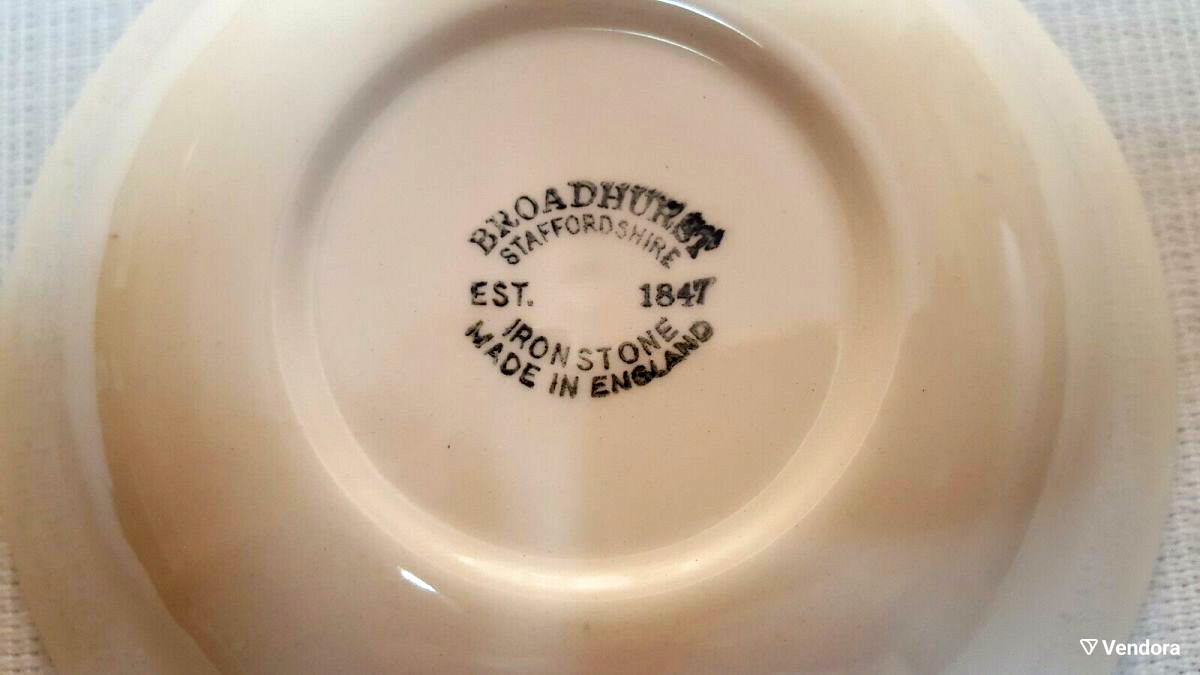 BROADHURST
STAFFORDSHIRE
EST. 1847
IRONSTONE
MADE IN ENGLAND
Vendora